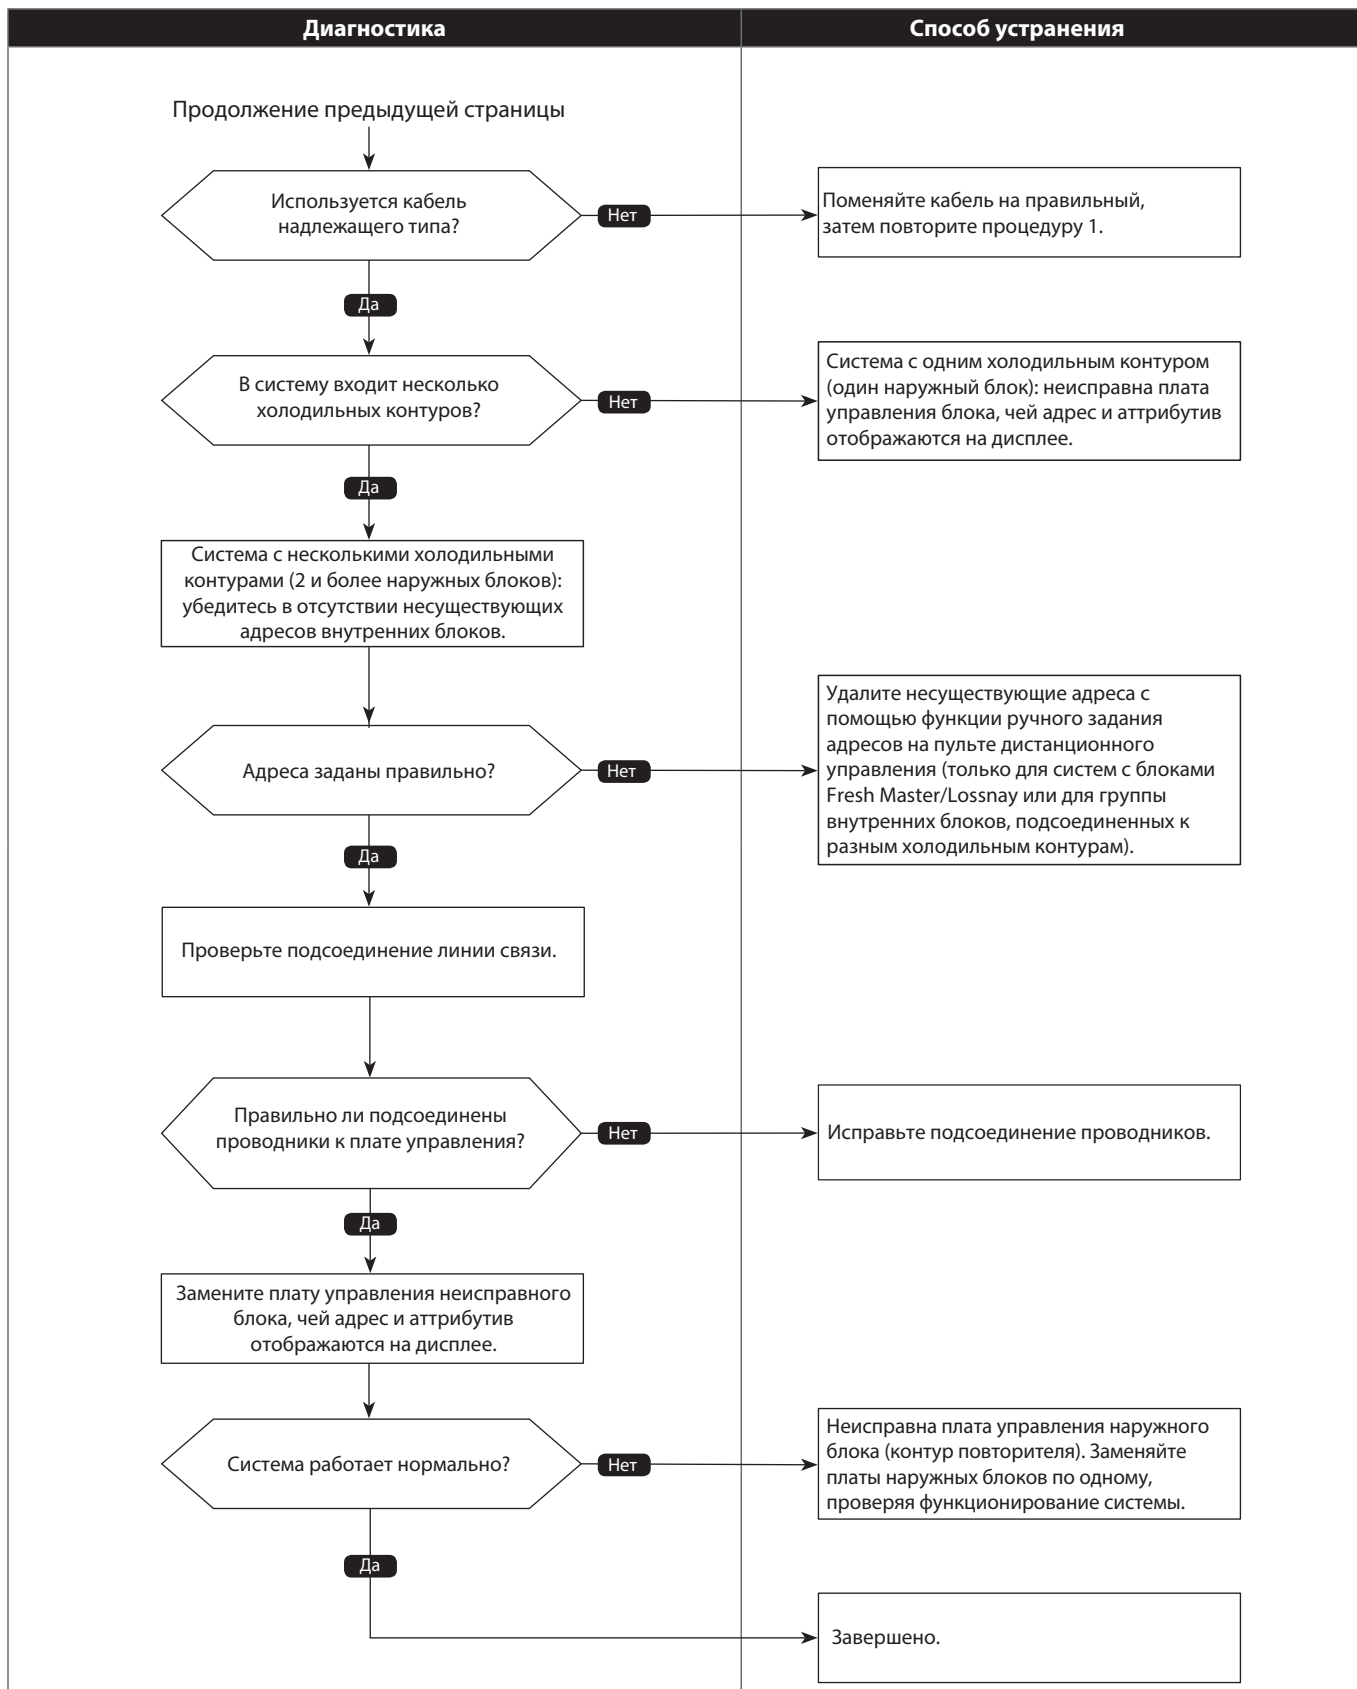 Диагностика
Способ устранения
Продолжение предыдущей страницы
Используется кабель
надлежащего типа?
Нет
Поменяйте кабель на правильный,
затем повторите процедуру 1.
Да
В систему входит несколько
холодильных контуров?
Нет
Система с одним холодильным контуром
(один наружный блок): неисправна плата
управления блока, чей адрес и аттрибутив
отображаются на дисплее.
Да
Система с несколькими холодильными
контурами (2 и более наружных блоков):
убедитесь в отсутствии несуществующих
адресов внутренних блоков.
Адреса заданы правильно?
Нет
Удалите несуществующие адреса с
помощью функции ручного задания
адресов на пульте дистанционного
управления (только для систем с блоками
Fresh Master/Lossnay или для группы
внутренних блоков, подсоединенных к
разным холодильным контурам).
Да
Проверьте подсоединение линии связи.
Правильно ли подсоединены
проводники к плате управления?
Нет
Исправьте подсоединение проводников.
Да
Замените плату управления неисправного
блока, чей адрес и аттрибутив
отображаются на дисплее.
Система работает нормально?
Нет
Неисправна плата управления наружного
блока (контур повторителя). Заменяйте
платы наружных блоков по одному,
проверяя функционирование системы.
Да
Завершено.